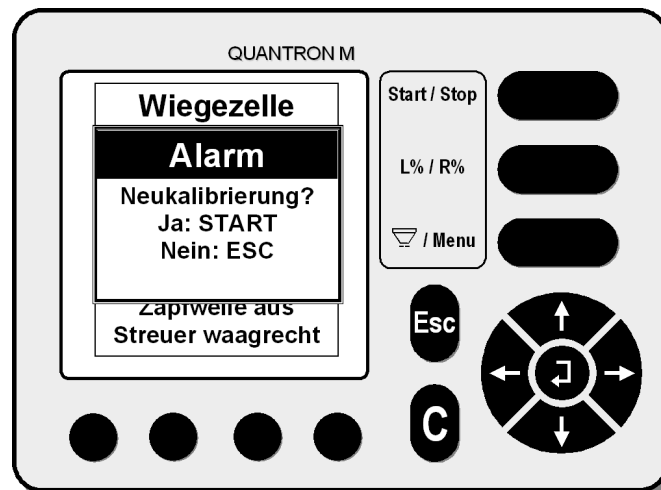 QUANTRON M
Wiegezelle
Alarm
Neukalibrierung?
Ja: START
Nein: ESC
Zapfwelle aus
Streuer waagrecht
Start / Stop
L% / R%
/ Menu
Esc
C